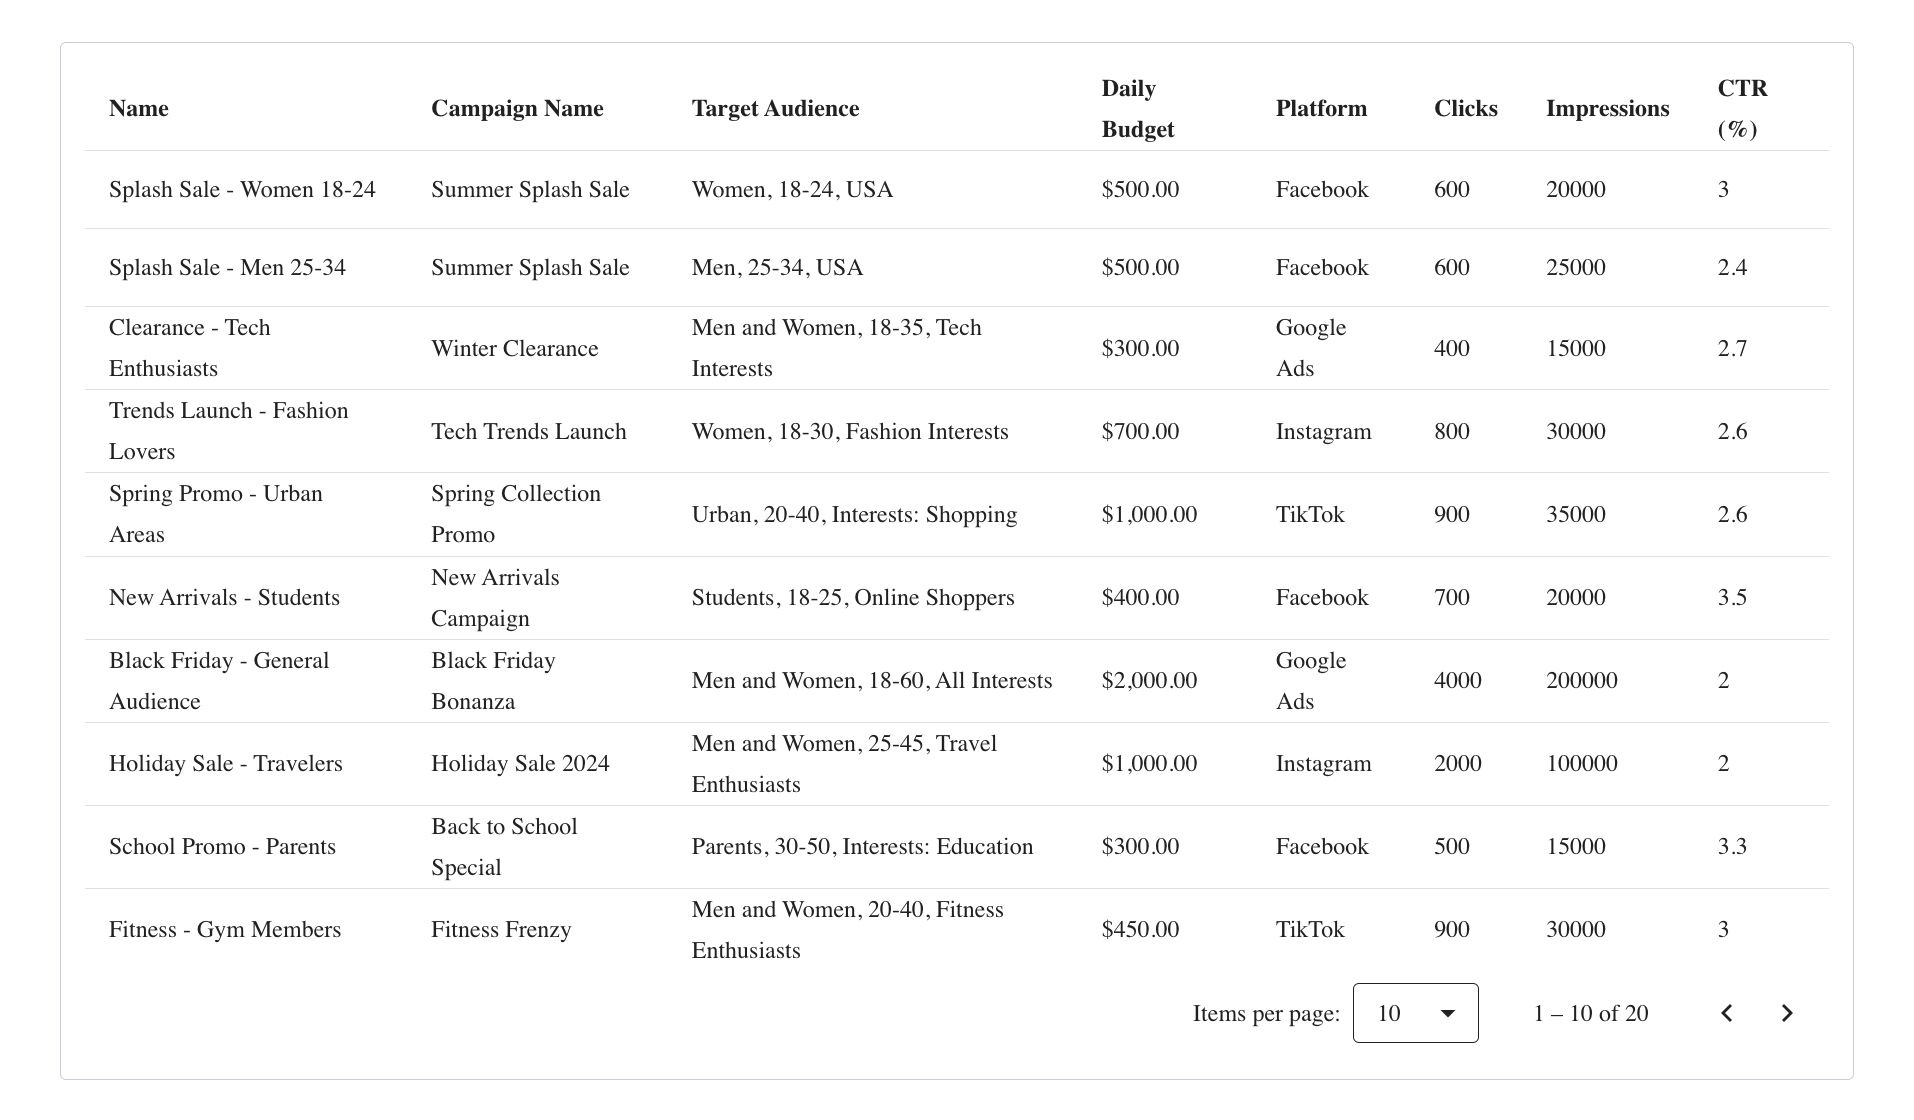 Name Campaign Name Target Audience Daily Budget Platform Clicks Impressions CTR (%)
Splash Sale - Women 18-24 Summer Splash Sale Women, 18-24, USA $500.00 Facebook 600 20000 3
Splash Sale - Men 25-34 Summer Splash Sale Men, 25-34, USA $500.00 Facebook 600 25000 2.4
Clearance - Tech Enthusiasts Winter Clearance Men and Women, 18-35, Tech Interests $300.00 Google Ads 400 15000 2.7
Trends Launch - Fashion Lovers Tech Trends Launch Women, 18-30, Fashion Interests $700.00 Instagram 800 30000 2.6
Spring Promo - Urban Areas Spring Collection Promo Urban, 20-40, Interests: Shopping $1,000.00 TikTok 900 35000 2.6
New Arrivals - Students New Arrivals Campaign Students, 18-25, Online Shoppers $400.00 Facebook 700 20000 3.5
Black Friday - General Audience Black Friday Bonanza Men and Women, 18-60, All Interests $2,000.00 Google Ads 4000 200000 2
Holiday Sale - Travelers Holiday Sale 2024 Men and Women, 25-45, Travel Enthusiasts $1,000.00 Instagram 2000 100000 2
School Promo - Parents Back to School Special Parents, 30-50, Interests: Education $300.00 Facebook 500 15000 3.3
Fitness - Gym Members Fitness Frenzy Men and Women, 20-40, Fitness Enthusiasts $450.00 TikTok 900 30000 3
Items per page: 10 1 – 10 of 20